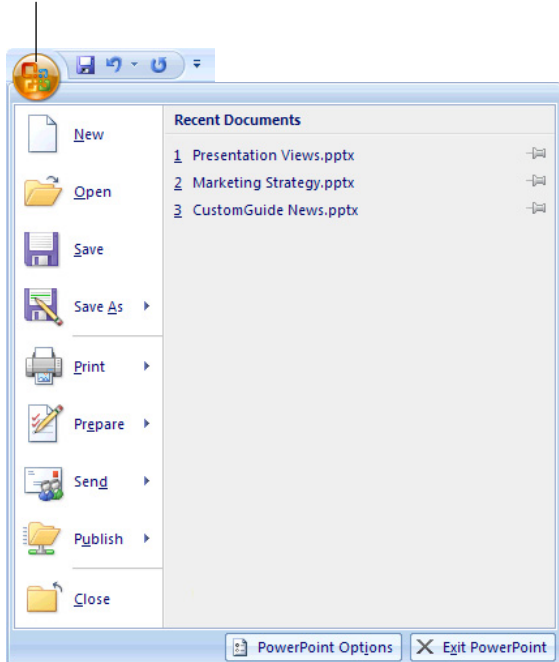 Recent Documents
1 Presentation Views.pptx
2 Marketing Strategy.pptx
3 CustomGuide News.pptx
New
Open
Save
Save As
Print
Prepare
Send
Publish
Close
PowerPoint Options
Exit PowerPoint